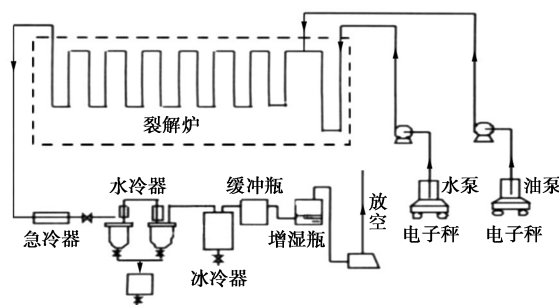 裂解炉
水冷器
缓冲瓶
放空
水泵
油泵
急冷器
冰冷器
增湿瓶
电子秤
电子秤